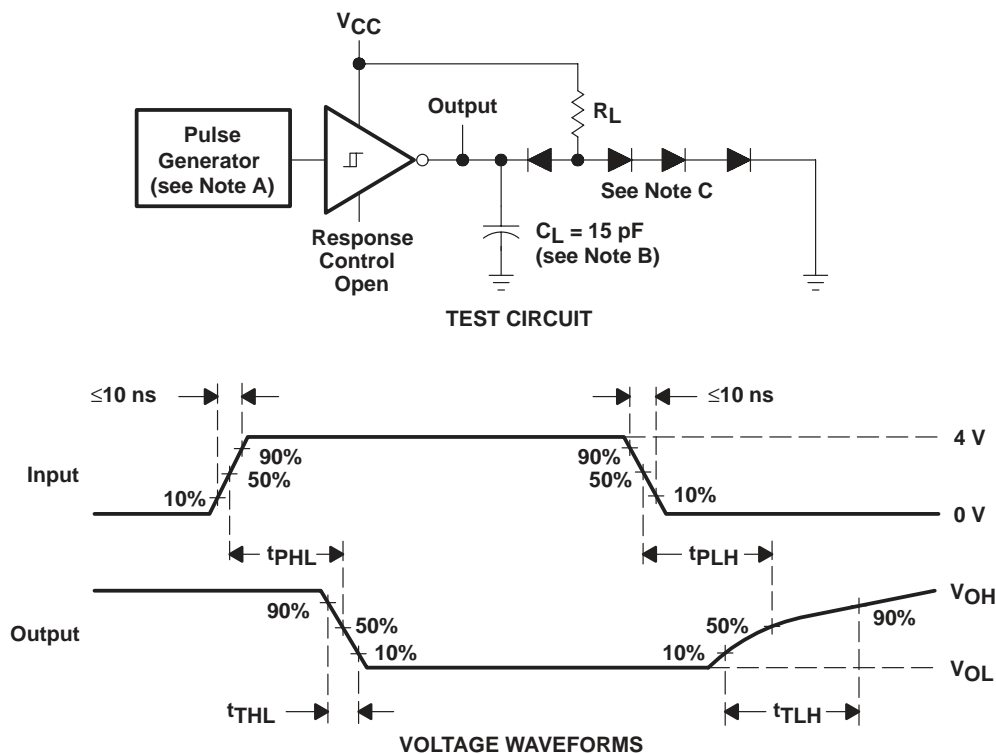 VCC
Output
RL
Pulse
Generator
(see Note A)
See Note C
Response
Control
Open
CL = 15 pF
(see Note B)
TEST CIRCUIT
≤10 ns
≤10 ns
4 V
90%
90%
Input
50%
50%
10%
10%
0 V
tPHL
tPLH
VOH
90%
90%
Output
50%
50%
10%
10%
VOL
tTHL
tTLH
VOLTAGE WAVEFORMS